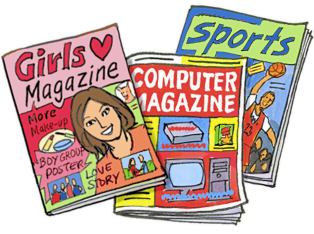 Girls
Magazine
More
Make-up
BOY GROUP
POSTER
LOVE
STORY
COMPUTER
MAGAZINE
Sports